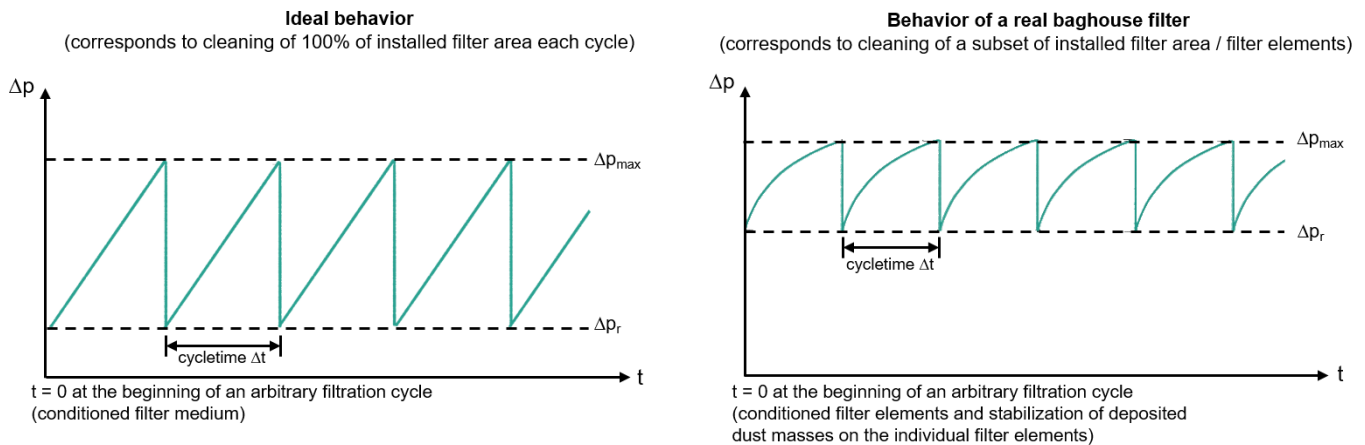 Ideal behavior
(corresponds to cleaning of 100% of installed filter area each cycle)
Δp
Δpmax
Δpr
cycletime Δt
t
t = 0 at the beginning of an arbitrary filtration cycle
(conditioned filter medium)
Behavior of a real baghouse filter
(corresponds to cleaning of a subset of installed filter area / filter elements)
Δp
Δpmax
Δpr
cycletime Δt
t
t = 0 at the beginning of an arbitrary filtration cycle
(conditioned filter elements and stabilization of deposited
dust masses on the individual filter elements)